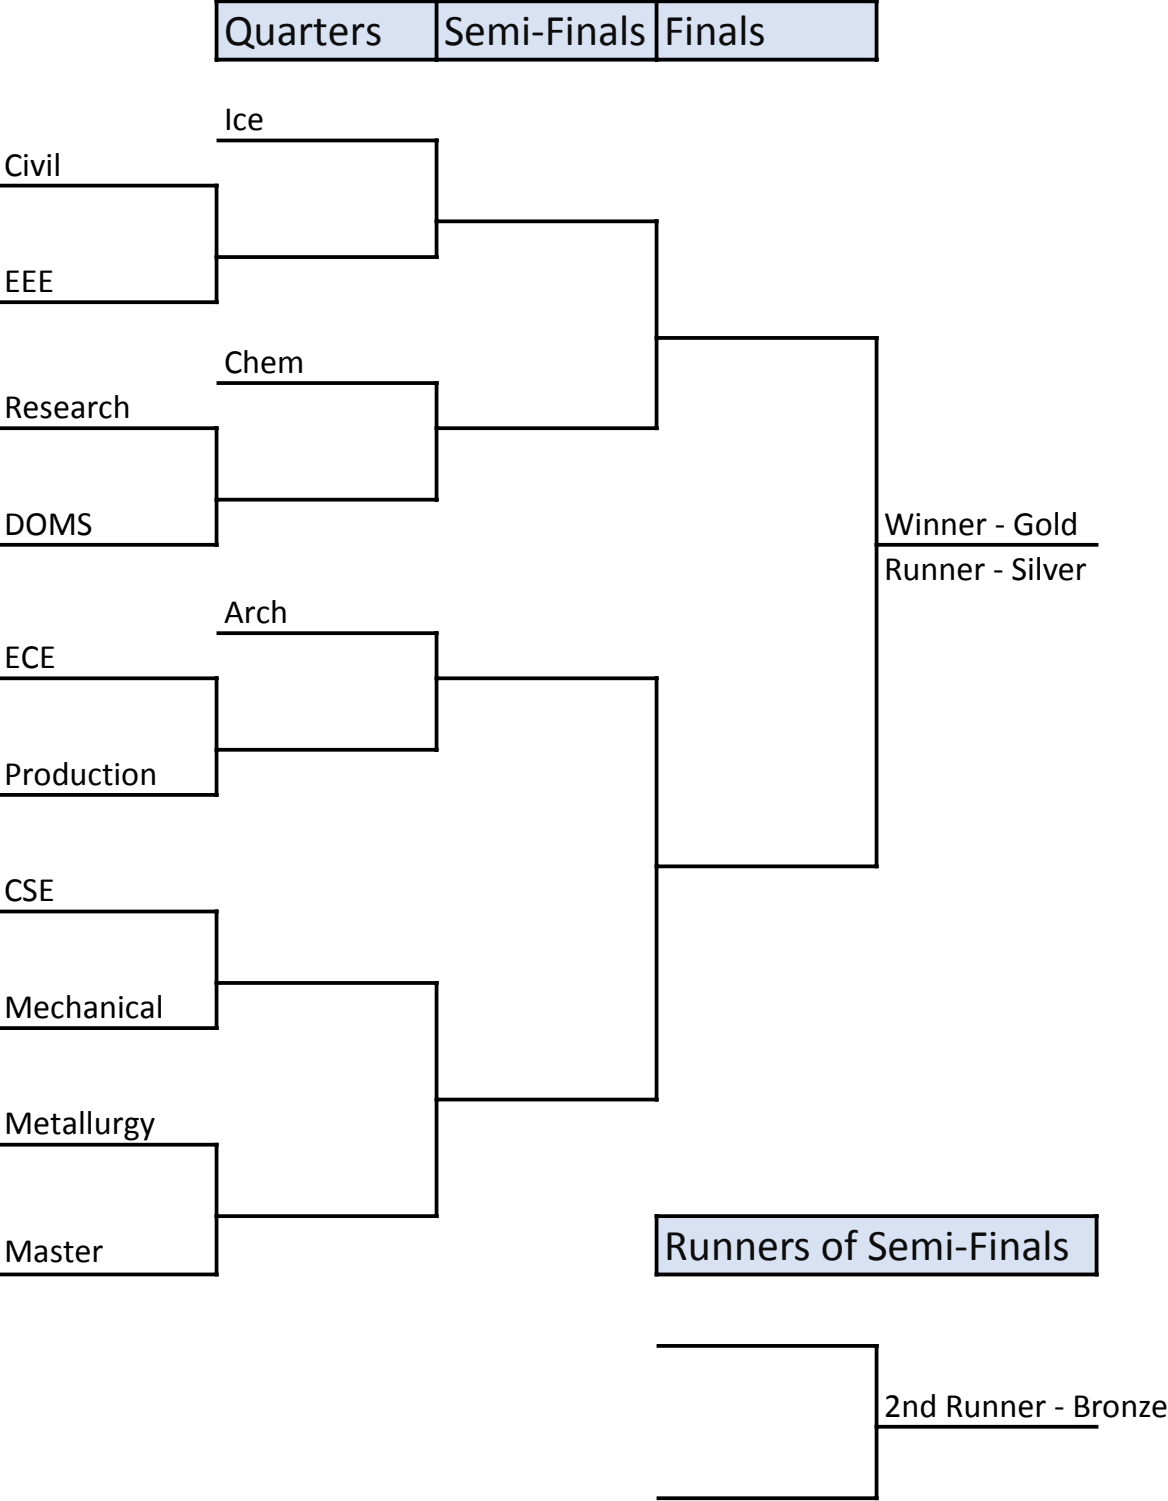 Quarters Semi-Finals Finals
Ice
Civil
EEE
Chem
Research
DOMS
Winner - Gold
Runner - Silver
Arch
ECE
Production
CSE
Mechanical
Metallurgy
Master
Runners of Semi-Finals
2nd Runner - Bronze